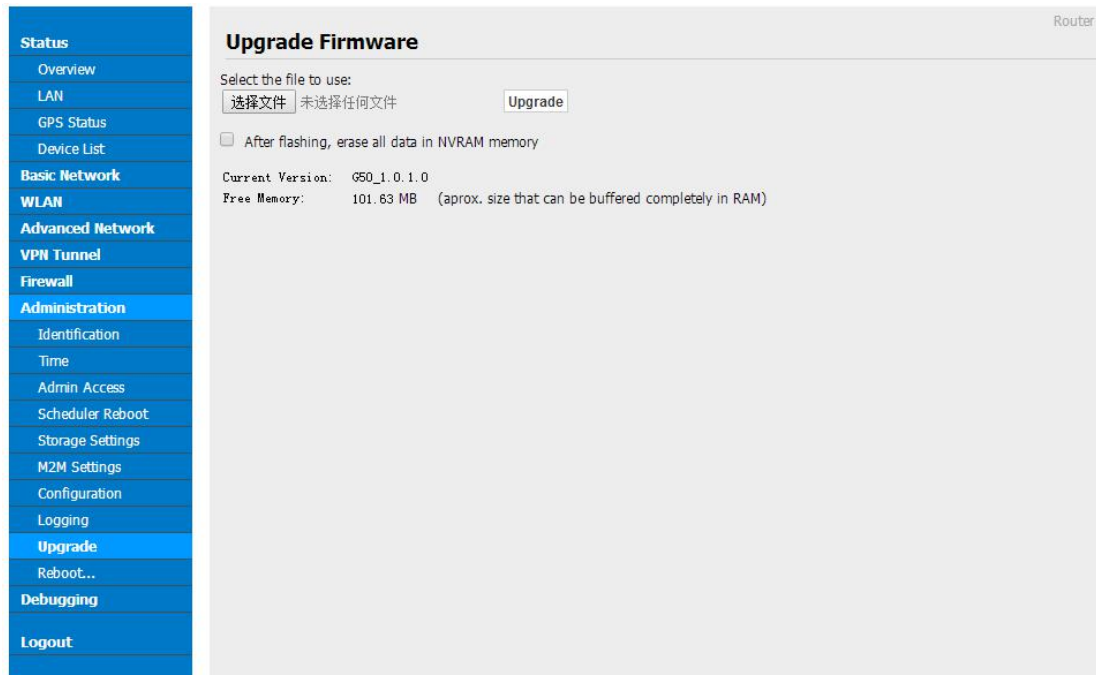 Router
Status
Overview
LAN
GPS Status
Device List
Basic Network
WLAN
Advanced Network
VPN Tunnel
Firewall
Administration
Identification
Time
Admin Access
Scheduler Reboot
Storage Settings
M2M Settings
Configuration
Logging
Upgrade
Reboot...
Debugging
Logout
Upgrade Firmware
Select the file to use:
选择文件 未选择任何文件 Upgrade
After flashing, erase all data in NVRAM memory
Current Version: G50_1.0.1.0
Free Memory: 101.63 MB (aprox. size that can be buffered completely in RAM)